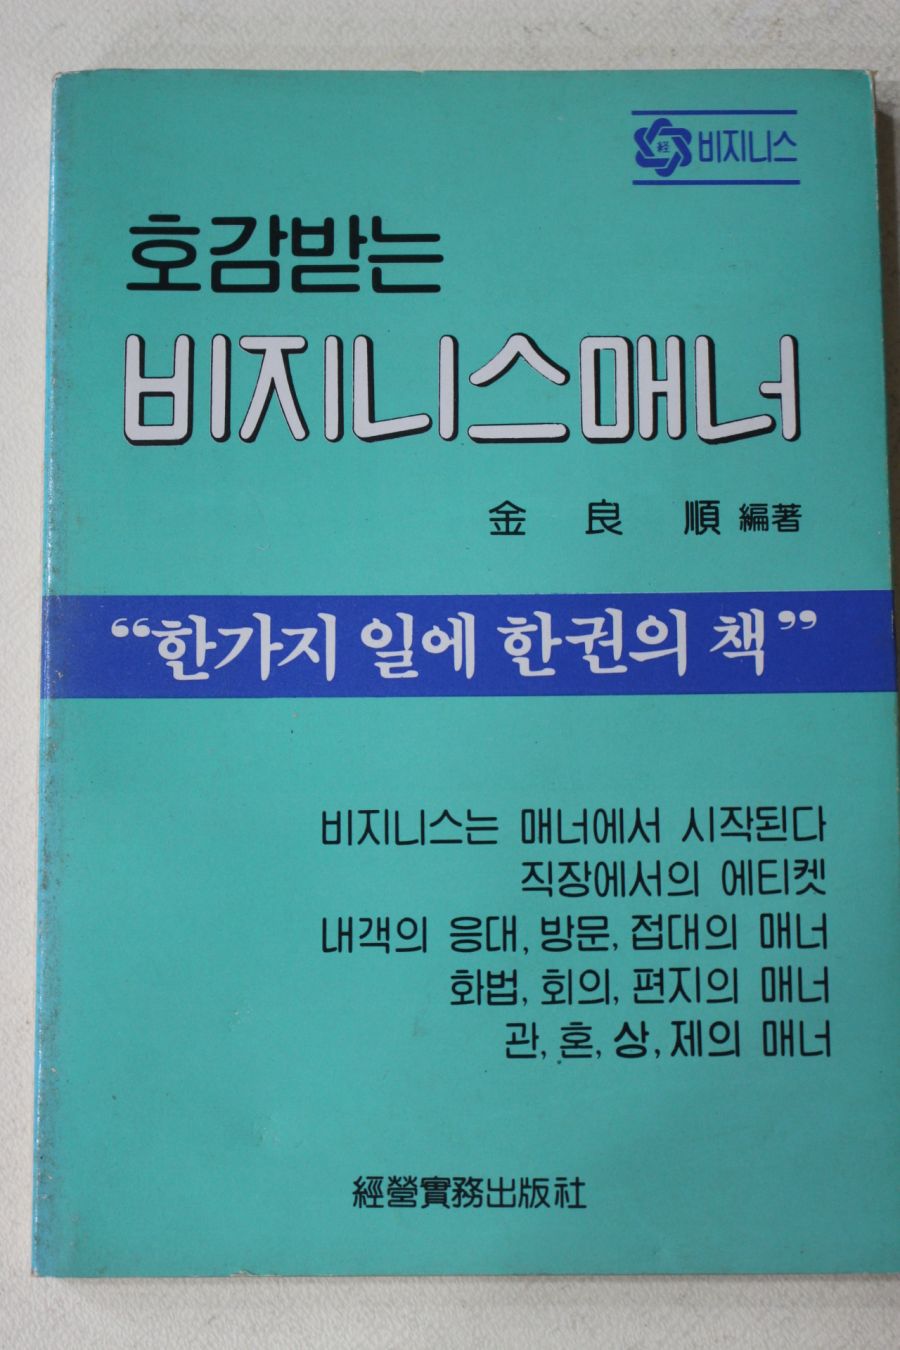 経 비지니스
호감받는
비지니스매너
金 良 順 編著
“한가지 일에 한권의 책”
비지니스는 매너에서 시작된다
직장에서의 에티켓
내객의 응대, 방문, 접대의 매너
화법, 회의, 편지의 매너
관, 혼, 상, 제의 매너
經營實務出版社